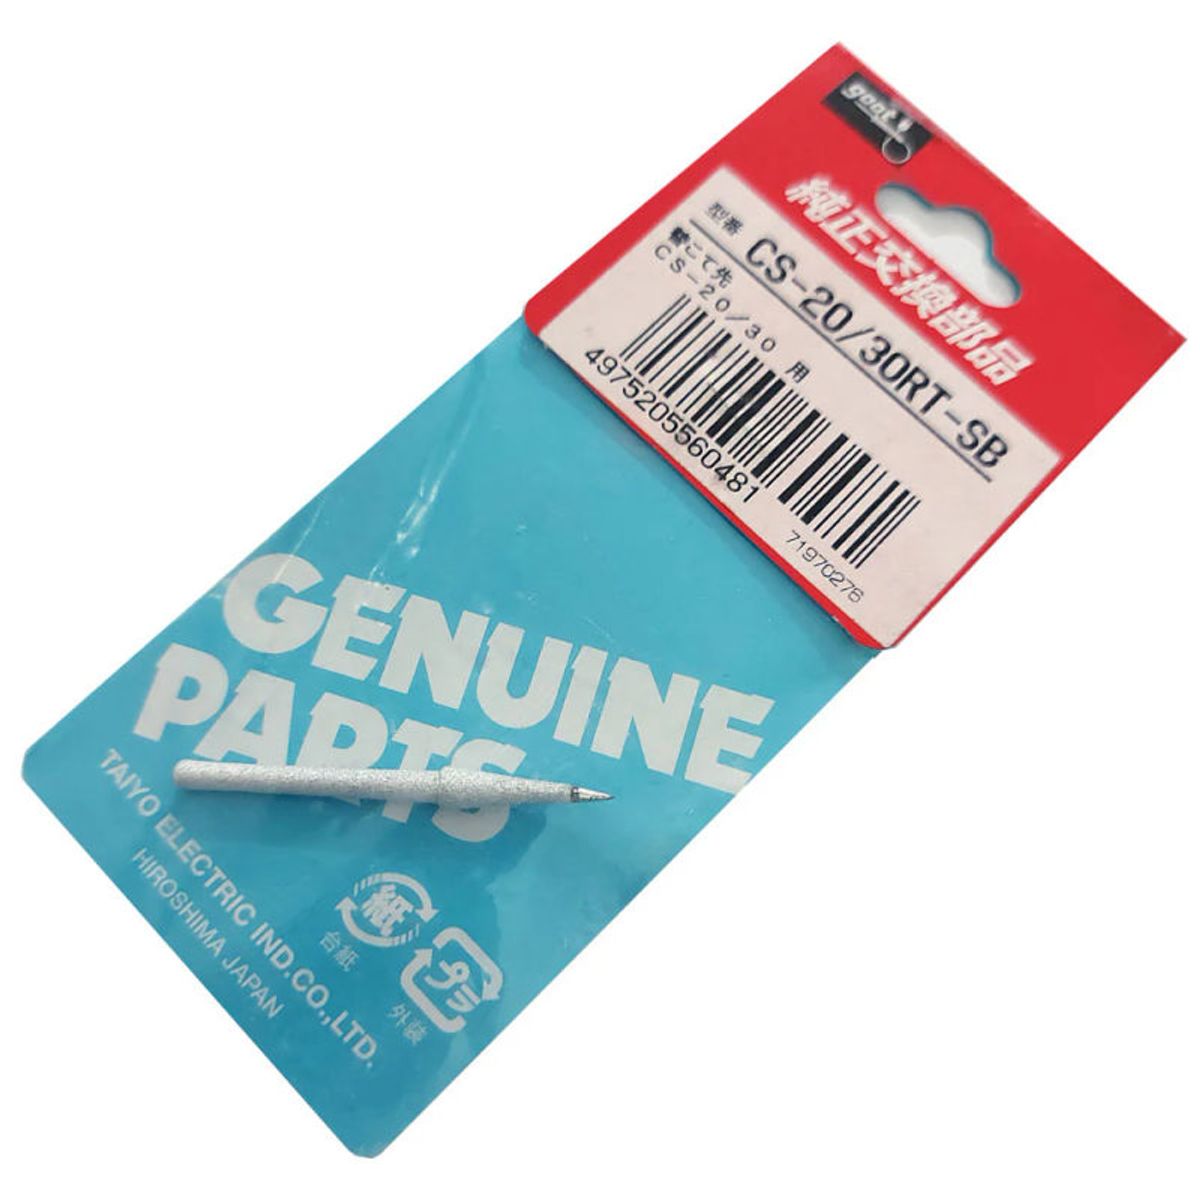 goot
純正交換部品
型番 CS-20/30RT-SB
替こて先
CS-20/30 用
4975205560481
71970276
GENUINE
PARTS
TAIYO ELECTRIC IND.CO.,LTD.
HIROSHIMA JAPAN
紙
台紙
プラ
外装